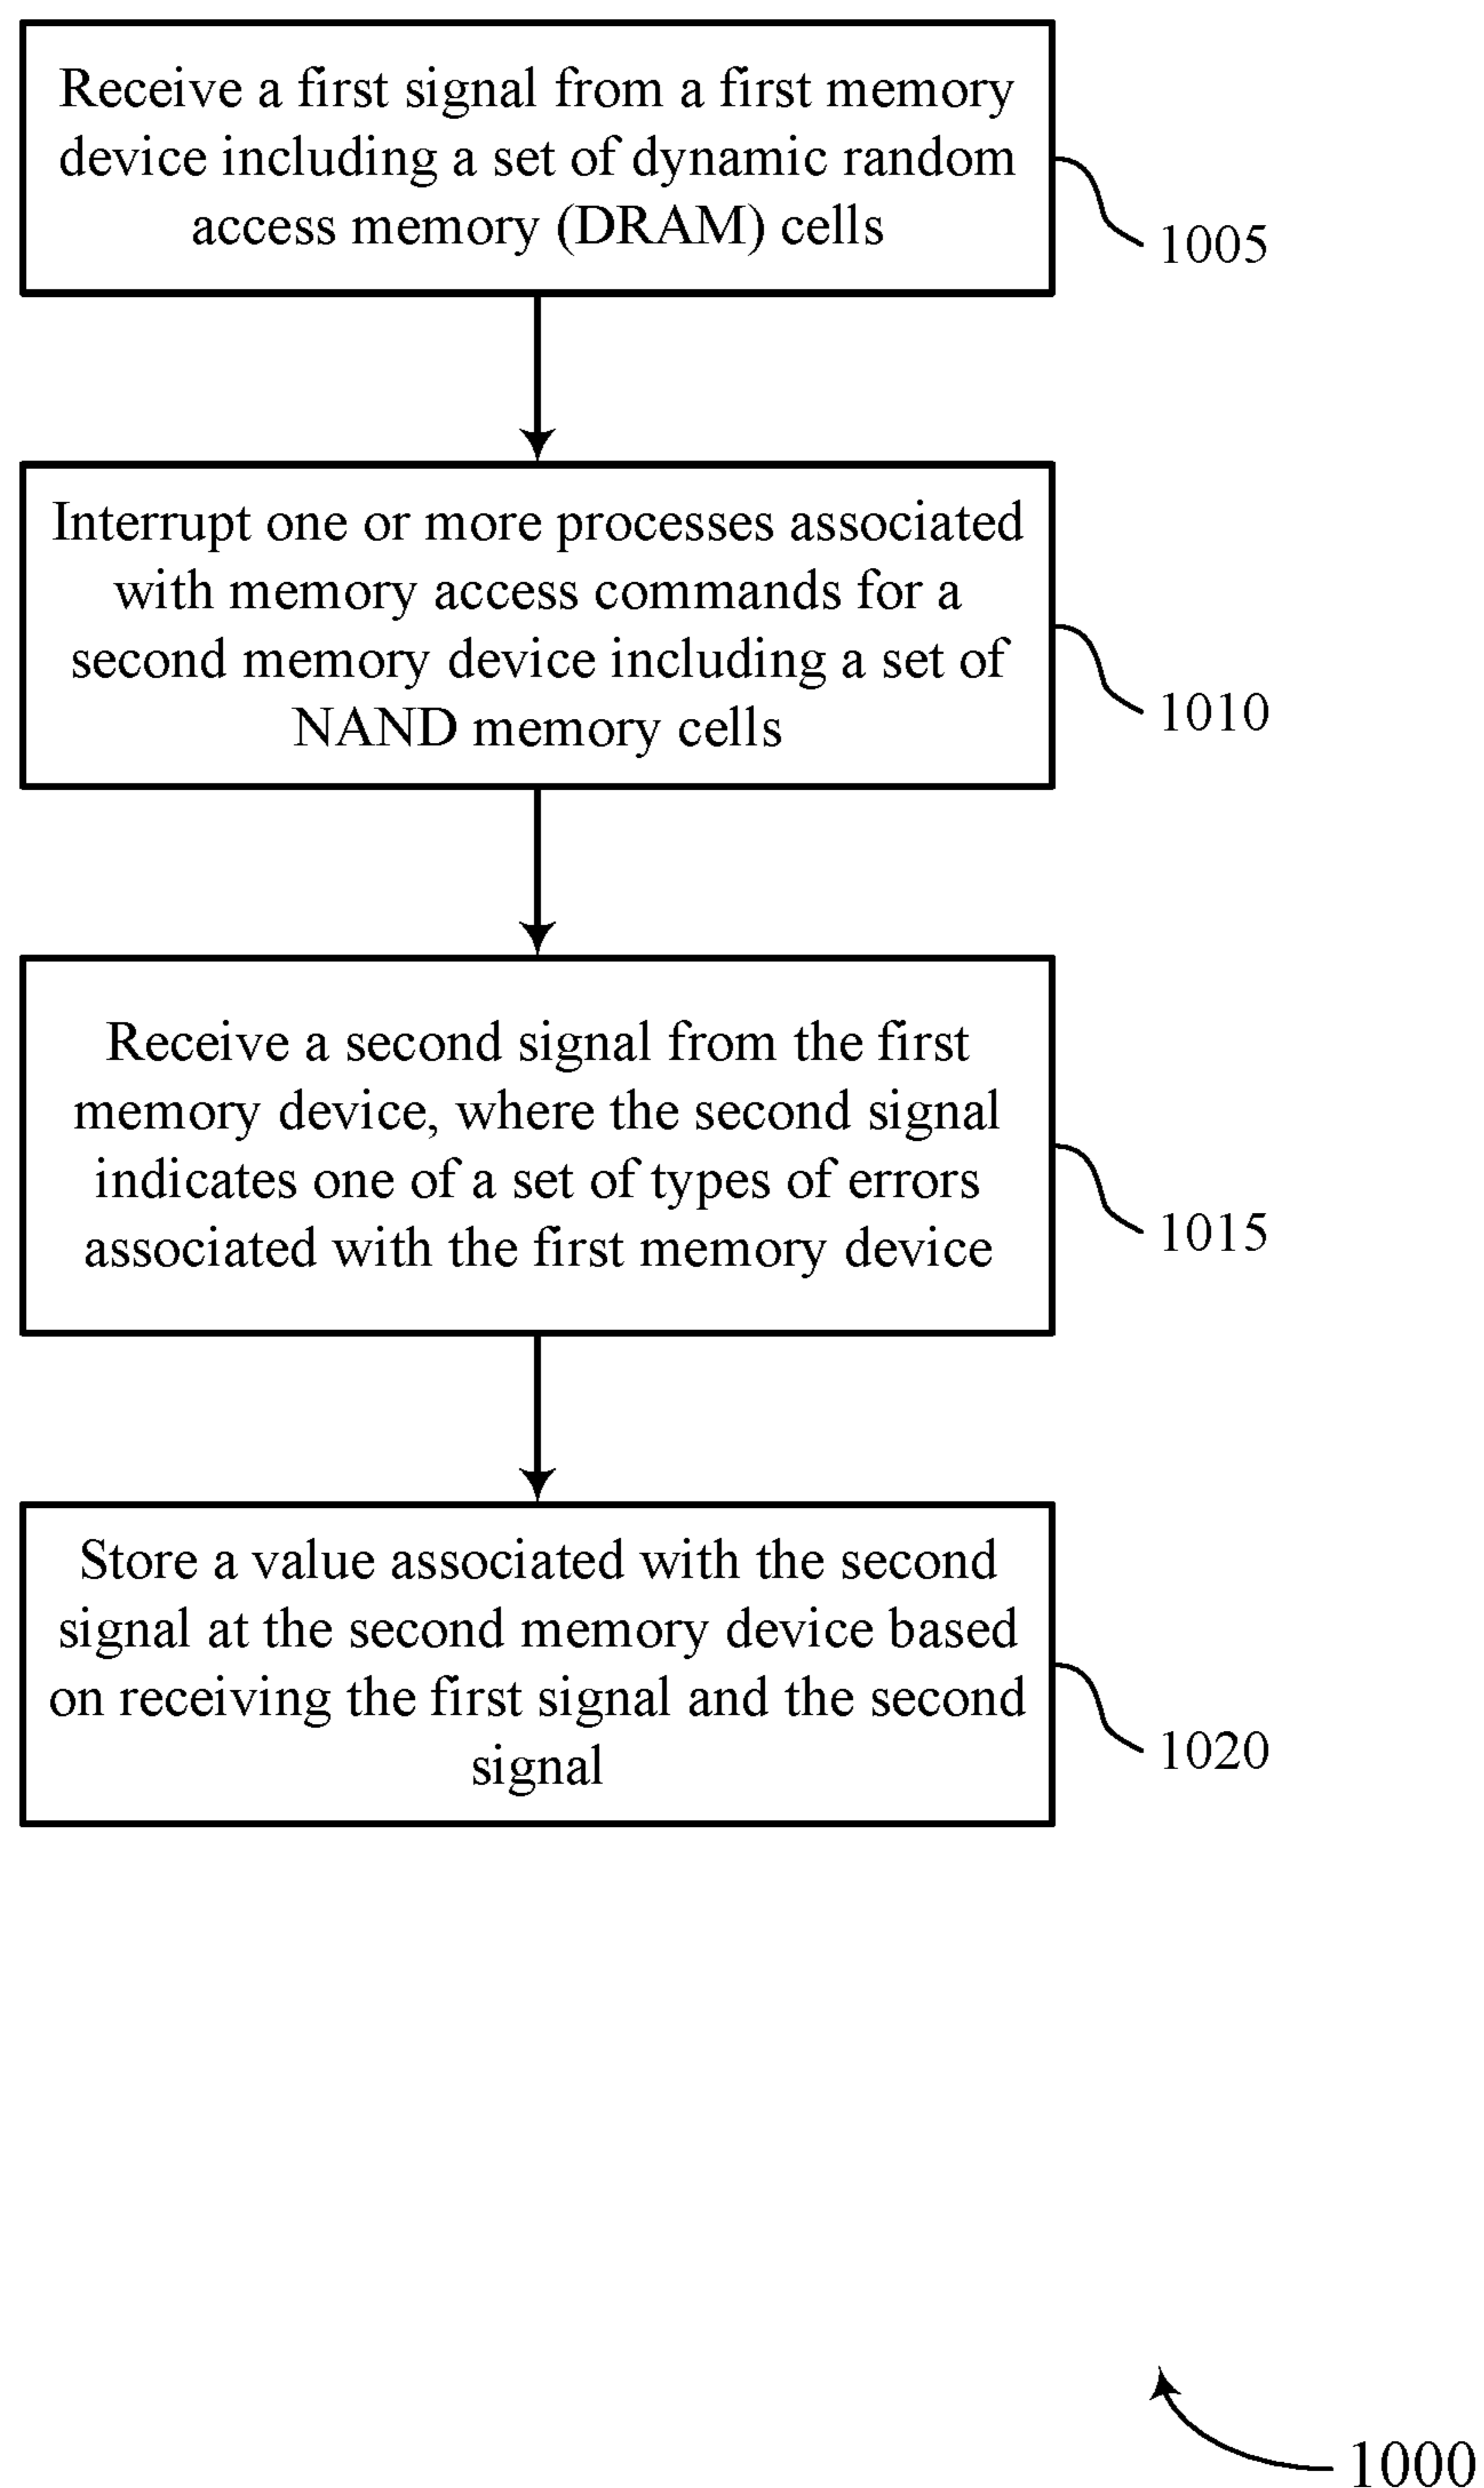 Receive a first signal from a first memory
device including a set of dynamic random
access memory (DRAM) cells
1005
Interrupt one or more processes associated
with memory access commands for a
second memory device including a set of
NAND memory cells
1010
Receive a second signal from the first
memory device, where the second signal
indicates one of a set of types of errors
associated with the first memory device
1015
Store a value associated with the second
signal at the second memory device based
on receiving the first signal and the second
signal
1020
1000